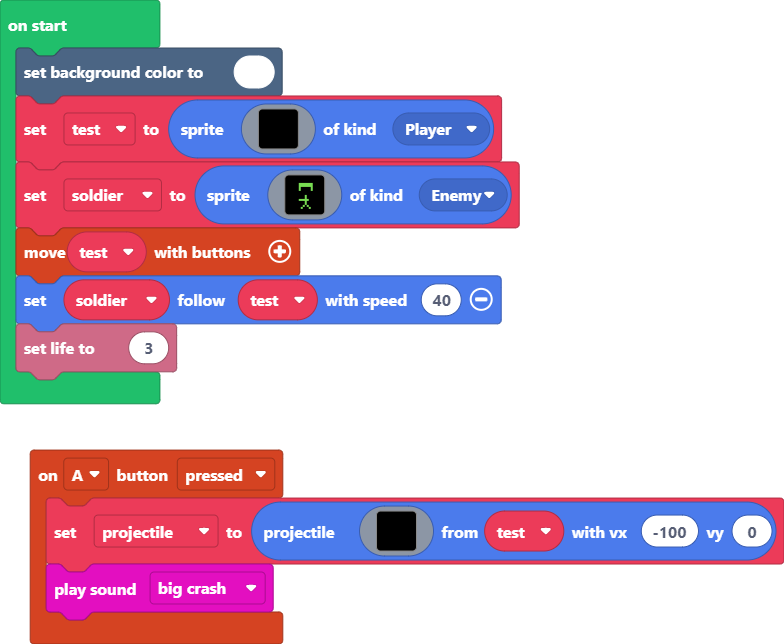 on start
set background color to
set test to sprite of kind Player
set soldier to sprite of kind Enemy
move test with buttons
set soldier follow test with speed 40
set life to 3
on A button pressed
set projectile to projectile from test with vx -100 vy 0
play sound big crash